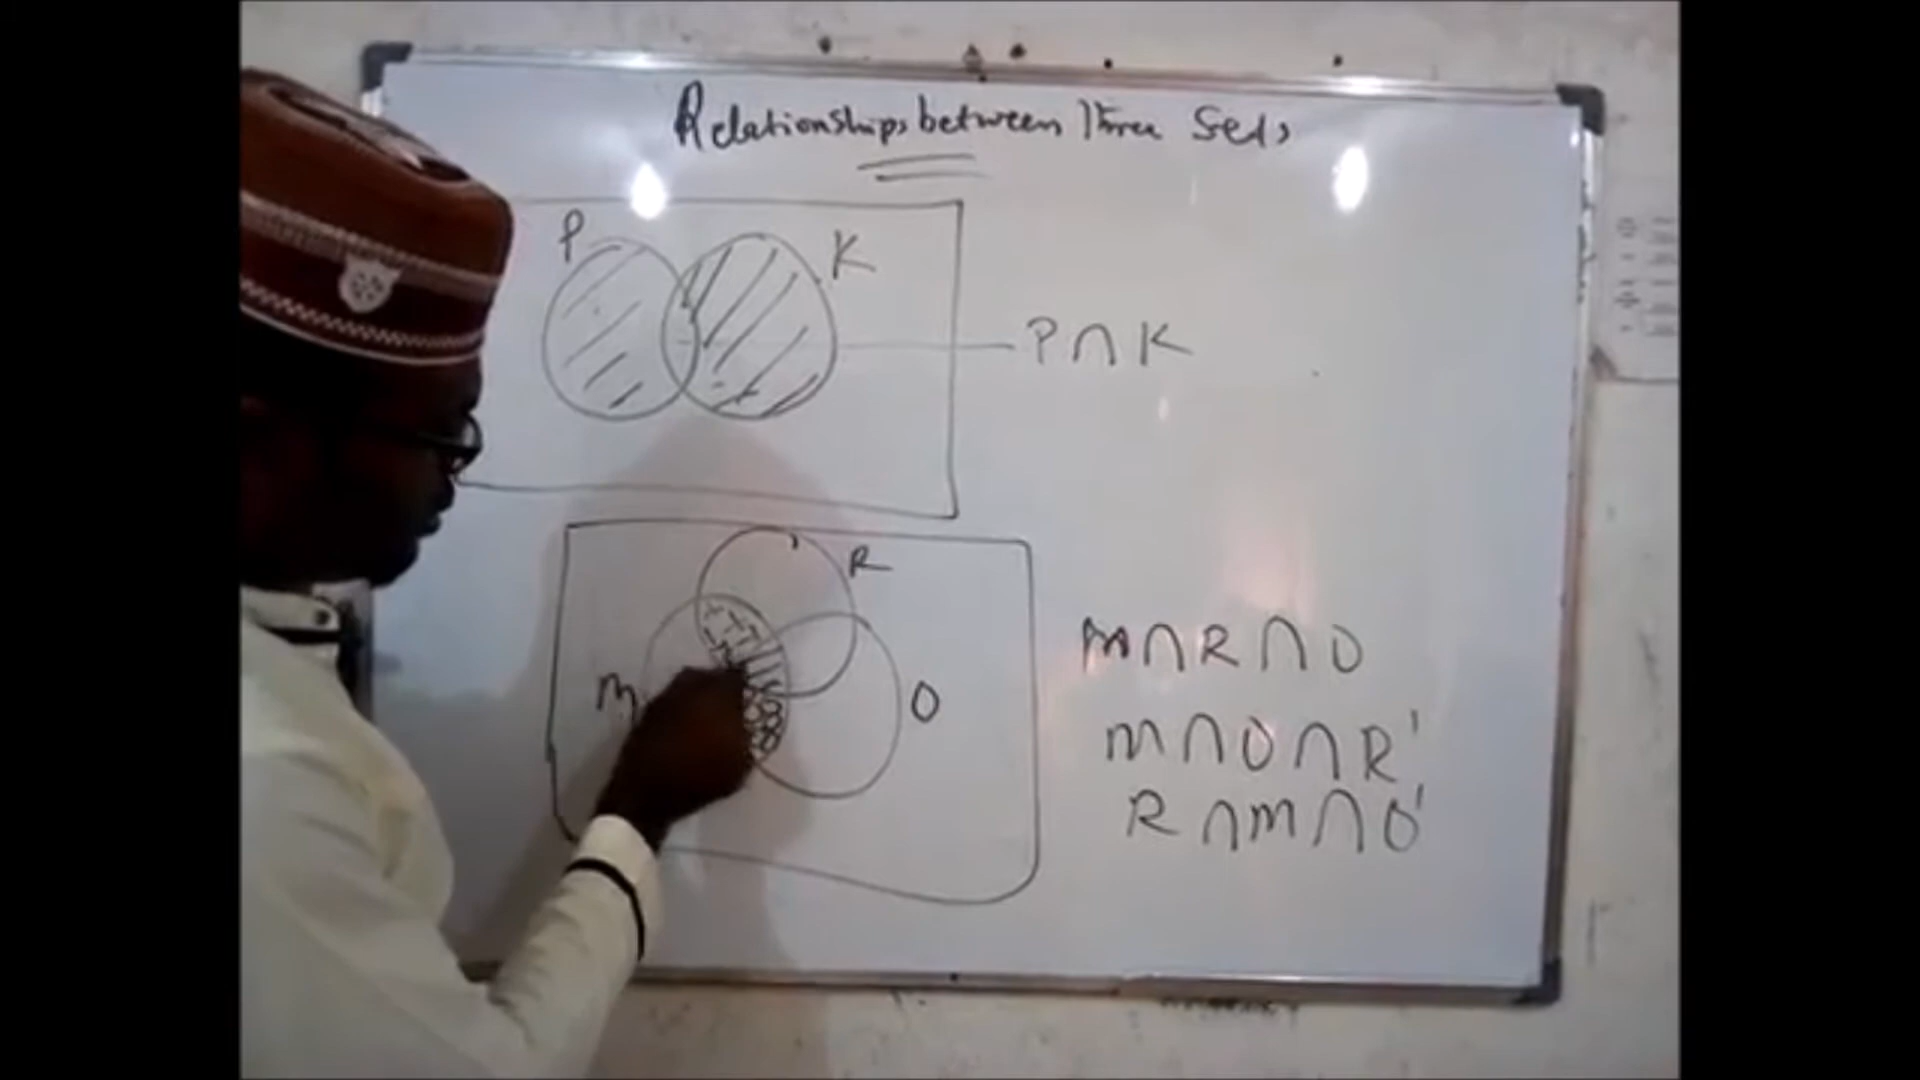 Relationships between Three Sets
P
K
P∩K
R
M
O
M∩R∩O
M∩O∩R'
R∩M∩O'